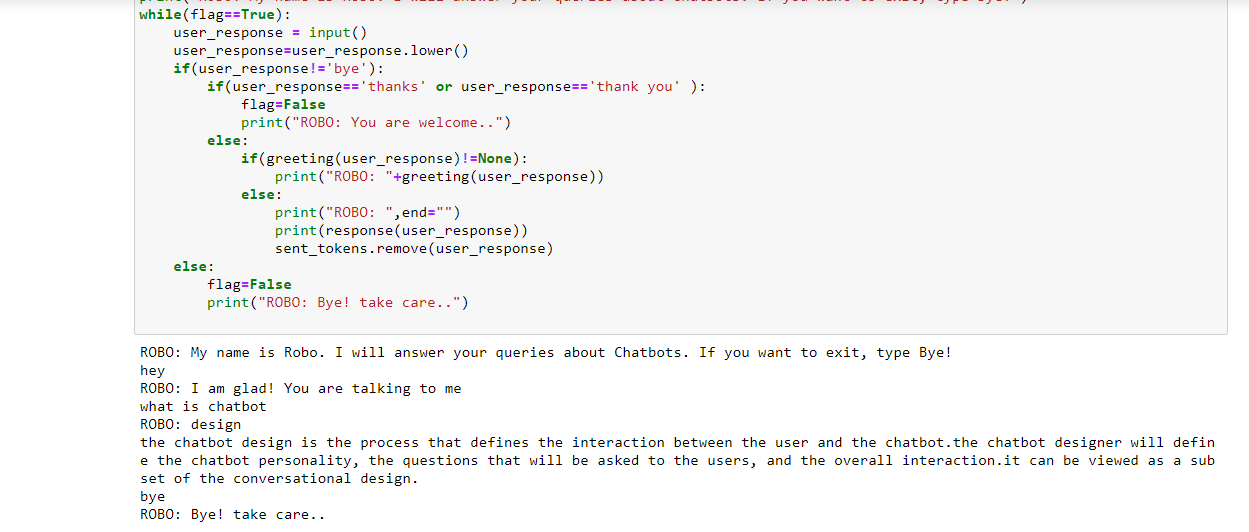 while(flag==True):
    user_response = input()
    user_response=user_response.lower()
    if(user_response!='bye'):
        if(user_response=='thanks' or user_response=='thank you' ):
            flag=False
            print("ROBO: You are welcome..")
        else:
            if(greeting(user_response)!=None):
                print("ROBO: "+greeting(user_response))
            else:
                print("ROBO: ",end="")
                print(response(user_response))
                sent_tokens.remove(user_response)
    else:
        flag=False
        print("ROBO: Bye! take care..")
ROBO: My name is Robo. I will answer your queries about Chatbots. If you want to exit, type Bye!
hey
ROBO: I am glad! You are talking to me
what is chatbot
ROBO: design
the chatbot design is the process that defines the interaction between the user and the chatbot.the chatbot designer will defin
e the chatbot personality, the questions that will be asked to the users, and the overall interaction.it can be viewed as a sub
set of the conversational design.
bye
ROBO: Bye! take care..